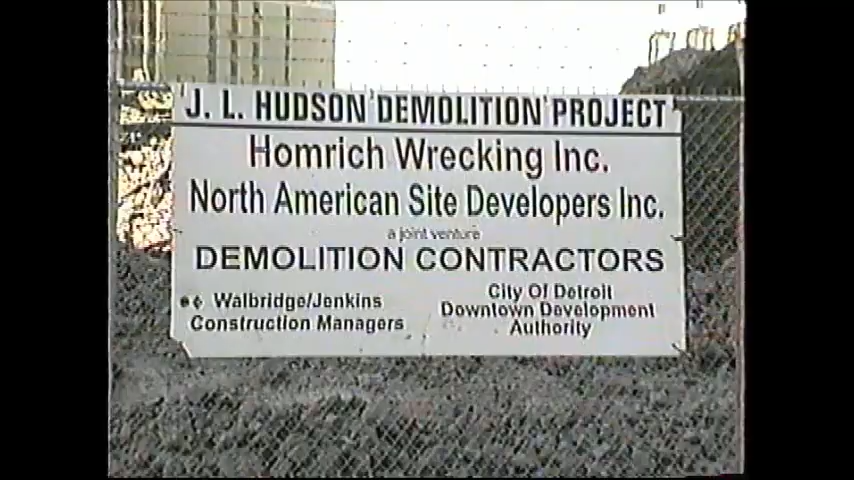 J. L. HUDSON DEMOLITION PROJECT
Homrich Wrecking Inc.
North American Site Developers Inc.
a joint venture
DEMOLITION CONTRACTORS
Walbridge/Jenkins
Construction Managers
City Of Detroit
Downtown Development
Authority